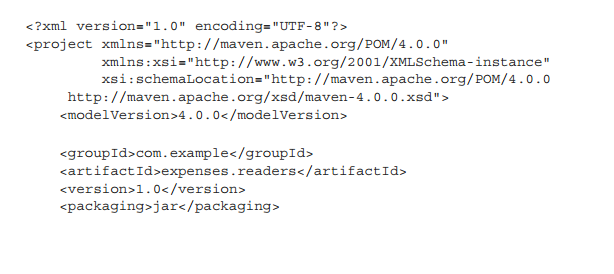 <?xml version="1.0" encoding="UTF-8"?>
<project xmlns="http://maven.apache.org/POM/4.0.0"
xmlns:xsi="http://www.w3.org/2001/XMLSchema-instance"
xsi:schemaLocation="http://maven.apache.org/POM/4.0.0
http://maven.apache.org/xsd/maven-4.0.0.xsd">
<modelVersion>4.0.0</modelVersion>
<groupId>com.example</groupId>
<artifactId>expenses.readers</artifactId>
<version>1.0</version>
<packaging>jar</packaging>